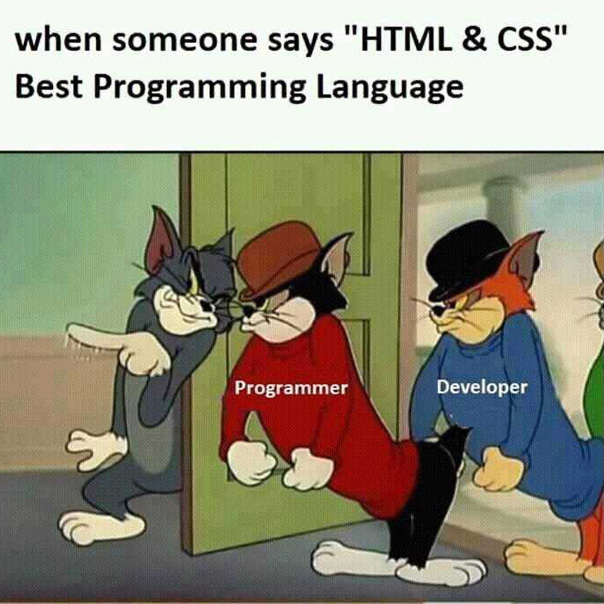 when someone says "HTML & CSS"
Best Programming Language
Programmer
Developer